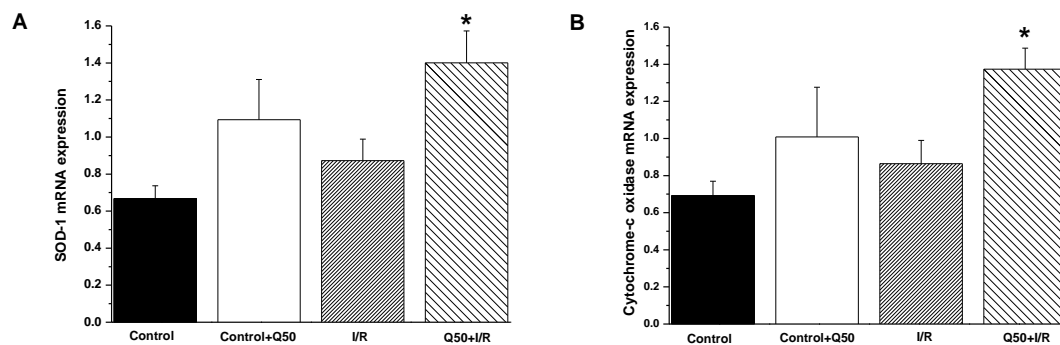 A
SOD-1 mRNA expression
1.6
1.4
1.2
1.0
0.8
0.6
0.4
0.2
0.0
*
Control
Control+Q50
I/R
Q50+I/R
B
Cytochrome-c oxidase mRNA expression
1.6
1.4
1.2
1.0
0.8
0.6
0.4
0.2
0.0
*
Control
Control+Q50
I/R
Q50+I/R